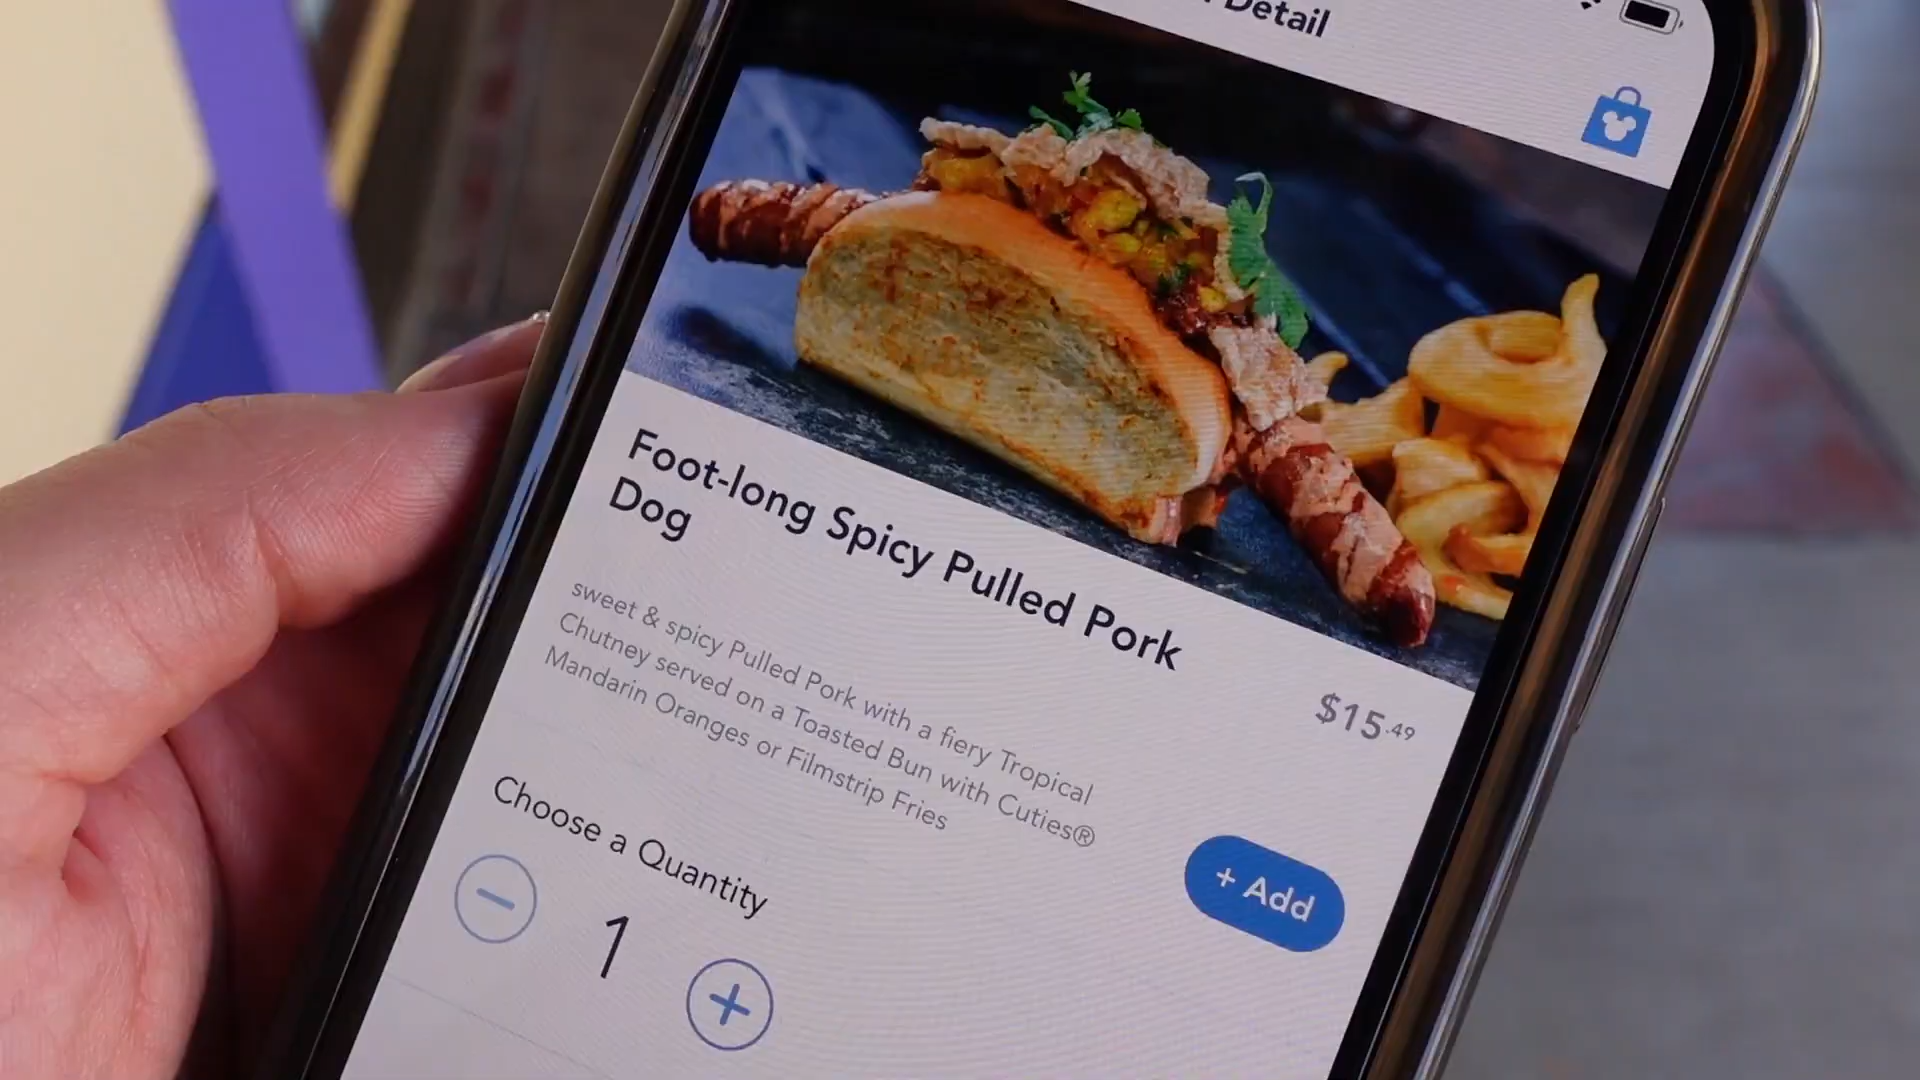 Detail
Foot-long Spicy Pulled Pork
Dog
$15.49
sweet & spicy Pulled Pork with a fiery Tropical
Chutney served on a Toasted Bun with Cuties®
Mandarin Oranges or Filmstrip Fries
+ Add
Choose a Quantity
1